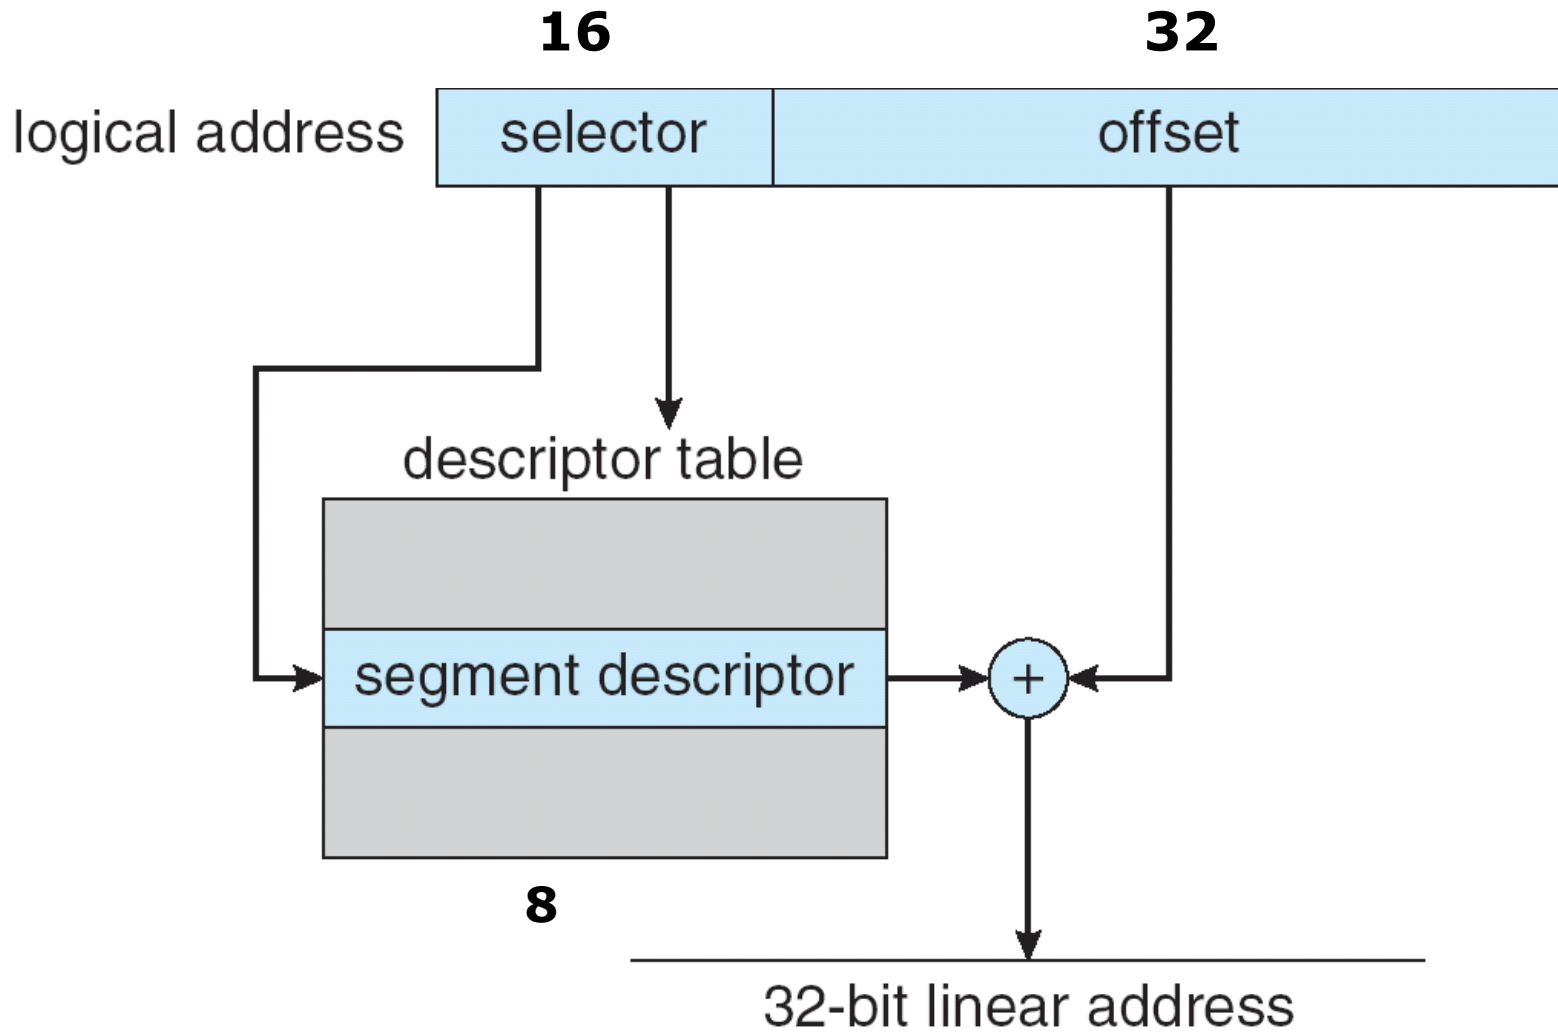 16 32
logical address selector offset
descriptor table
segment descriptor +
8
32-bit linear address